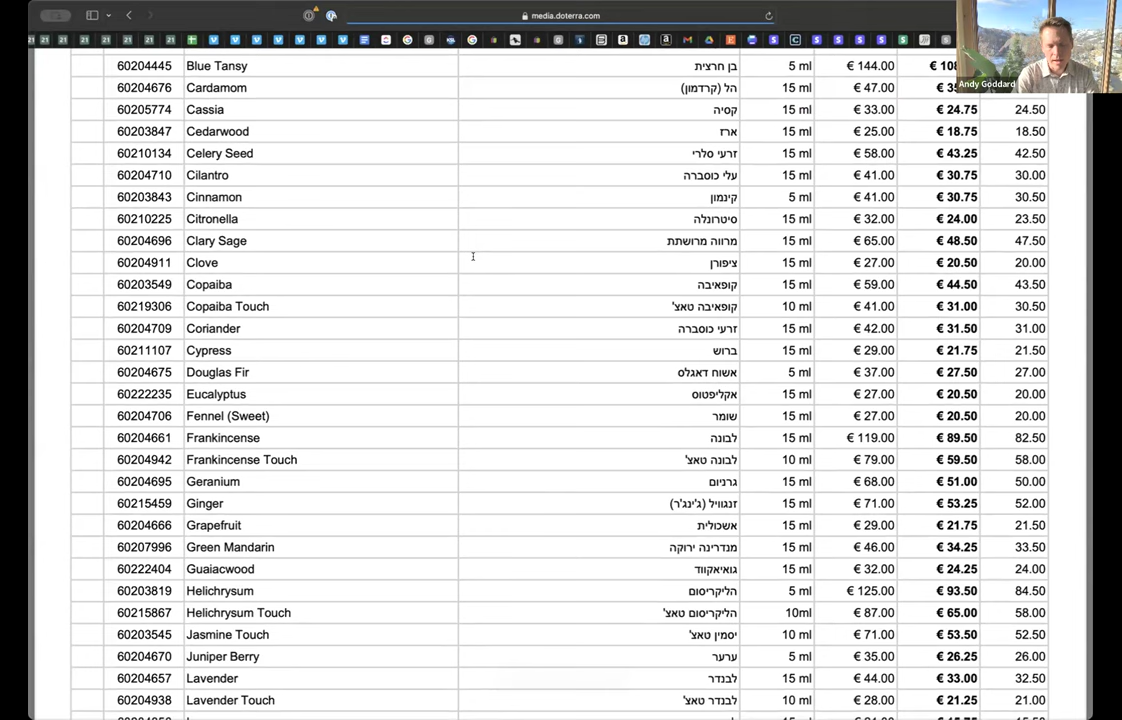 media.doterra.com
Andy Goddard
60204445 Blue Tansy בן חרצית 5 ml € 144.00
60204676 Cardamom הל (קרדמון) 15 ml € 47.00
60205774 Cassia קסיה 15 ml € 33.00 € 24.75 24.50
60203847 Cedarwood ארז 15 ml € 25.00 € 18.75 18.50
60210134 Celery Seed זרעי סלרי 15 ml € 58.00 € 43.25 42.50
60204710 Cilantro עלי כוסברה 15 ml € 41.00 € 30.75 30.00
60203843 Cinnamon קינמון 5 ml € 41.00 € 30.75 30.50
60210225 Citronella סיטרונלה 15 ml € 32.00 € 24.00 23.50
60204696 Clary Sage מרווה מרושתת 15 ml € 65.00 € 48.50 47.50
60204911 Clove ציפורן 15 ml € 27.00 € 20.50 20.00
60203549 Copaiba קופאיבה 15 ml € 59.00 € 44.50 43.50
60219306 Copaiba Touch קופאיבה טאצ' 10 ml € 41.00 € 31.00 30.50
60204709 Coriander זרעי כוסברה 15 ml € 42.00 € 31.50 31.00
60211107 Cypress ברוש 15 ml € 29.00 € 21.75 21.50
60204675 Douglas Fir אשוח דאגלס 5 ml € 37.00 € 27.50 27.00
60222235 Eucalyptus אקליפטוס 15 ml € 27.00 € 20.50 20.00
60204706 Fennel (Sweet) שומר 15 ml € 27.00 € 20.50 20.00
60204661 Frankincense לבונה 15 ml € 119.00 € 89.50 82.50
60204942 Frankincense Touch לבונה טאצ' 10 ml € 79.00 € 59.50 58.00
60204695 Geranium גרניום 15 ml € 68.00 € 51.00 50.00
60215459 Ginger זנגוויל (ג'ינג'ר) 15 ml € 71.00 € 53.25 52.00
60204666 Grapefruit אשכולית 15 ml € 29.00 € 21.75 21.50
60207996 Green Mandarin מנדרינה ירוקה 15 ml € 46.00 € 34.25 33.50
60222404 Guaiacwood גואיאקווד 15 ml € 32.00 € 24.25 24.00
60203819 Helichrysum הליקריסום 5 ml € 125.00 € 93.50 84.50
60215867 Helichrysum Touch הליקריסום טאצ' 10ml € 87.00 € 65.00 58.00
60203545 Jasmine Touch יסמין טאצ' 10 ml € 71.00 € 53.50 52.50
60204670 Juniper Berry ערער 5 ml € 35.00 € 26.25 26.00
60204657 Lavender לבנדר 15 ml € 44.00 € 33.00 32.50
60204938 Lavender Touch לבנדר טאצ' 10 ml € 28.00 € 21.25 21.00